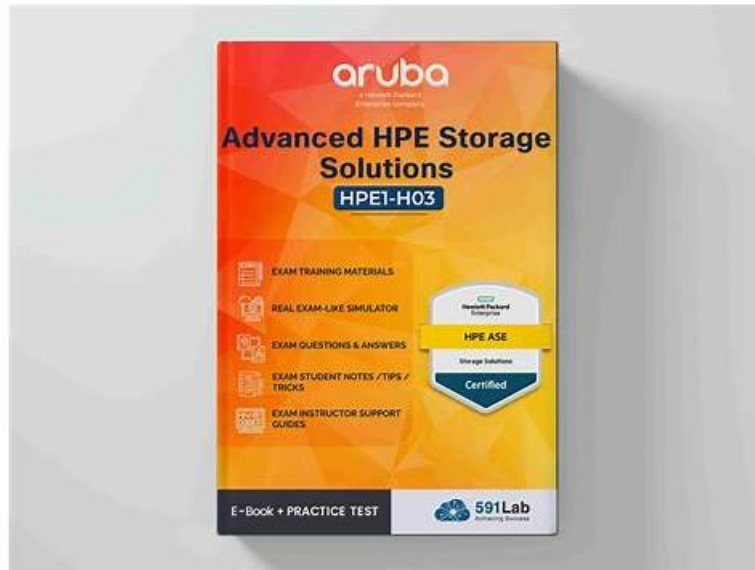 aruba
a Hewlett Packard
Enterprise company
Advanced HPE Storage
Solutions
HPE1-H03
EXAM TRAINING MATERIALS
REAL EXAM-LIKE SIMULATOR
EXAM QUESTIONS & ANSWERS
EXAM STUDENT NOTES / TIPS /
TRICKS
EXAM INSTRUCTOR SUPPORT
GUIDES
Hewlett Packard
Enterprise
HPE ASE
Storage Solutions
Certified
E-Book + PRACTICE TEST
591Lab
Achieving Success